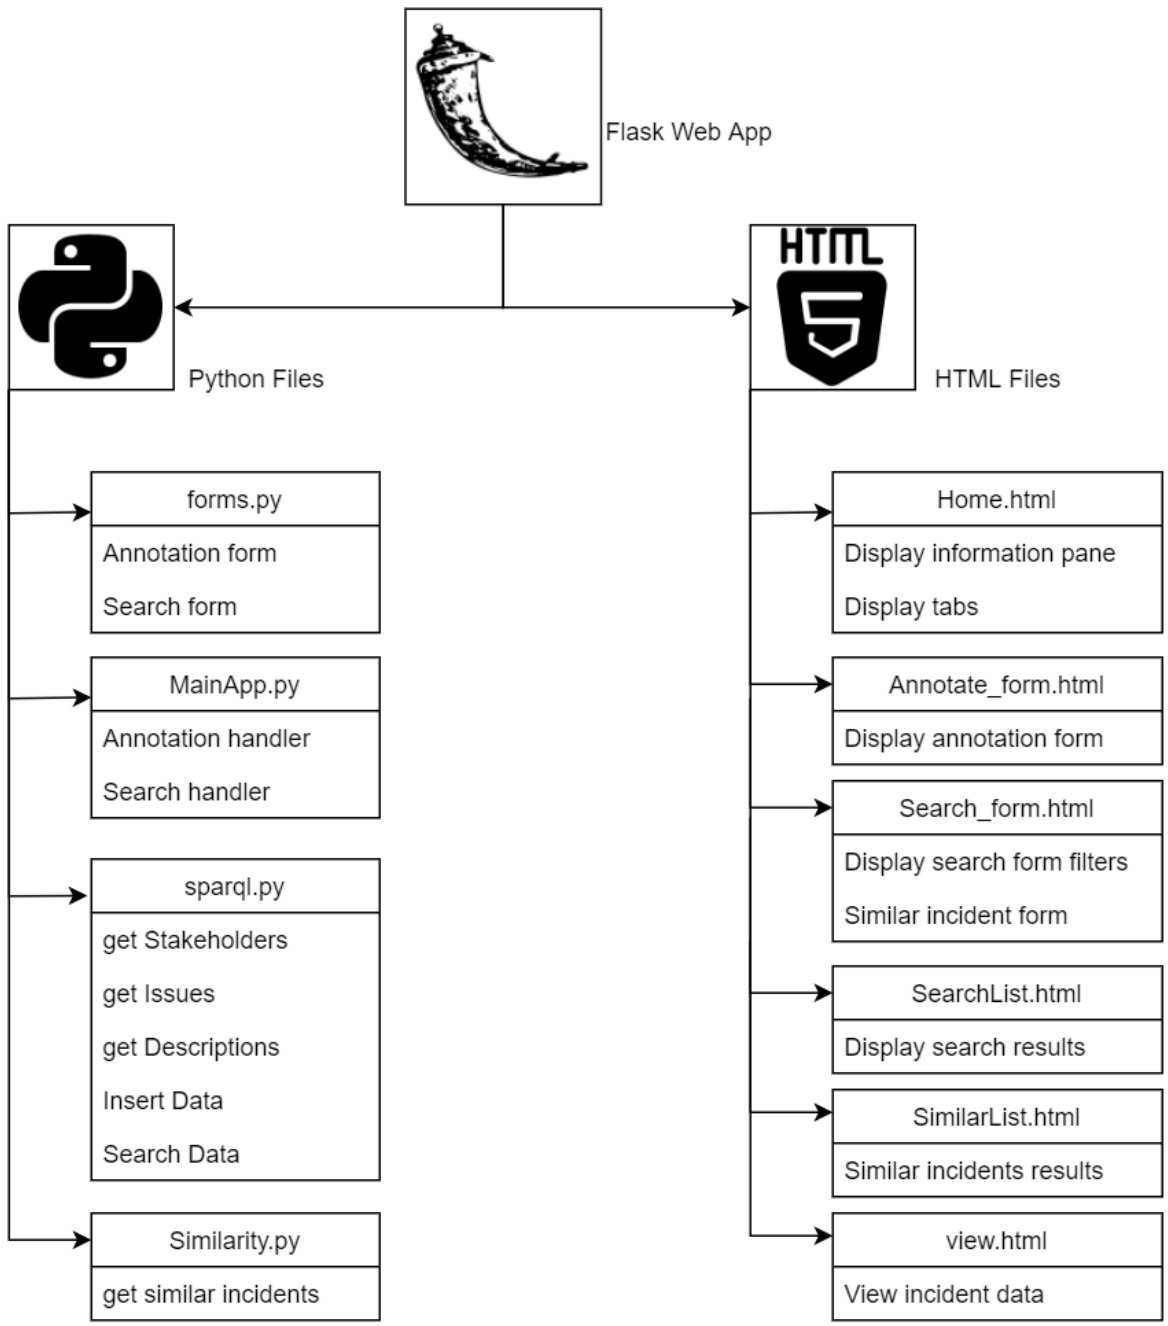 Flask Web App
Python Files
forms.py
Annotation form
Search form
MainApp.py
Annotation handler
Search handler
sparql.py
get Stakeholders
get Issues
get Descriptions
Insert Data
Search Data
Similarity.py
get similar incidents
HTML
5
HTML Files
Home.html
Display information pane
Display tabs
Annotate_form.html
Display annotation form
Search_form.html
Display search form filters
Similar incident form
SearchList.html
Display search results
SimilarList.html
Similar incidents results
view.html
View incident data